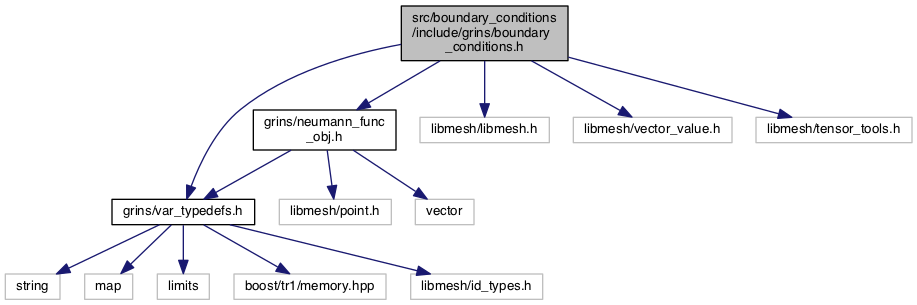 src/boundary_conditions
/include/grins/boundary
_conditions.h
grins/neumann_func
_obj.h
libmesh/libmesh.h
libmesh/vector_value.h
libmesh/tensor_tools.h
grins/var_typedefs.h
libmesh/point.h
vector
string
map
limits
boost/tr1/memory.hpp
libmesh/id_types.h